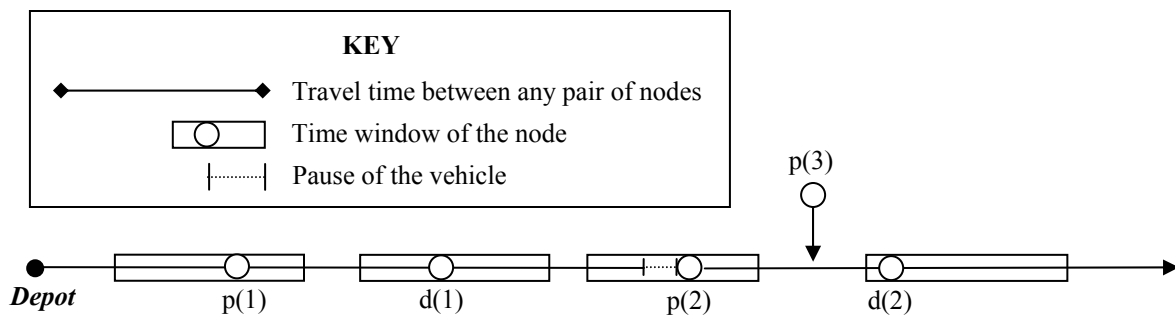 KEY
Travel time between any pair of nodes
Time window of the node
Pause of the vehicle
p(3)
Depot
p(1)
d(1)
p(2)
d(2)